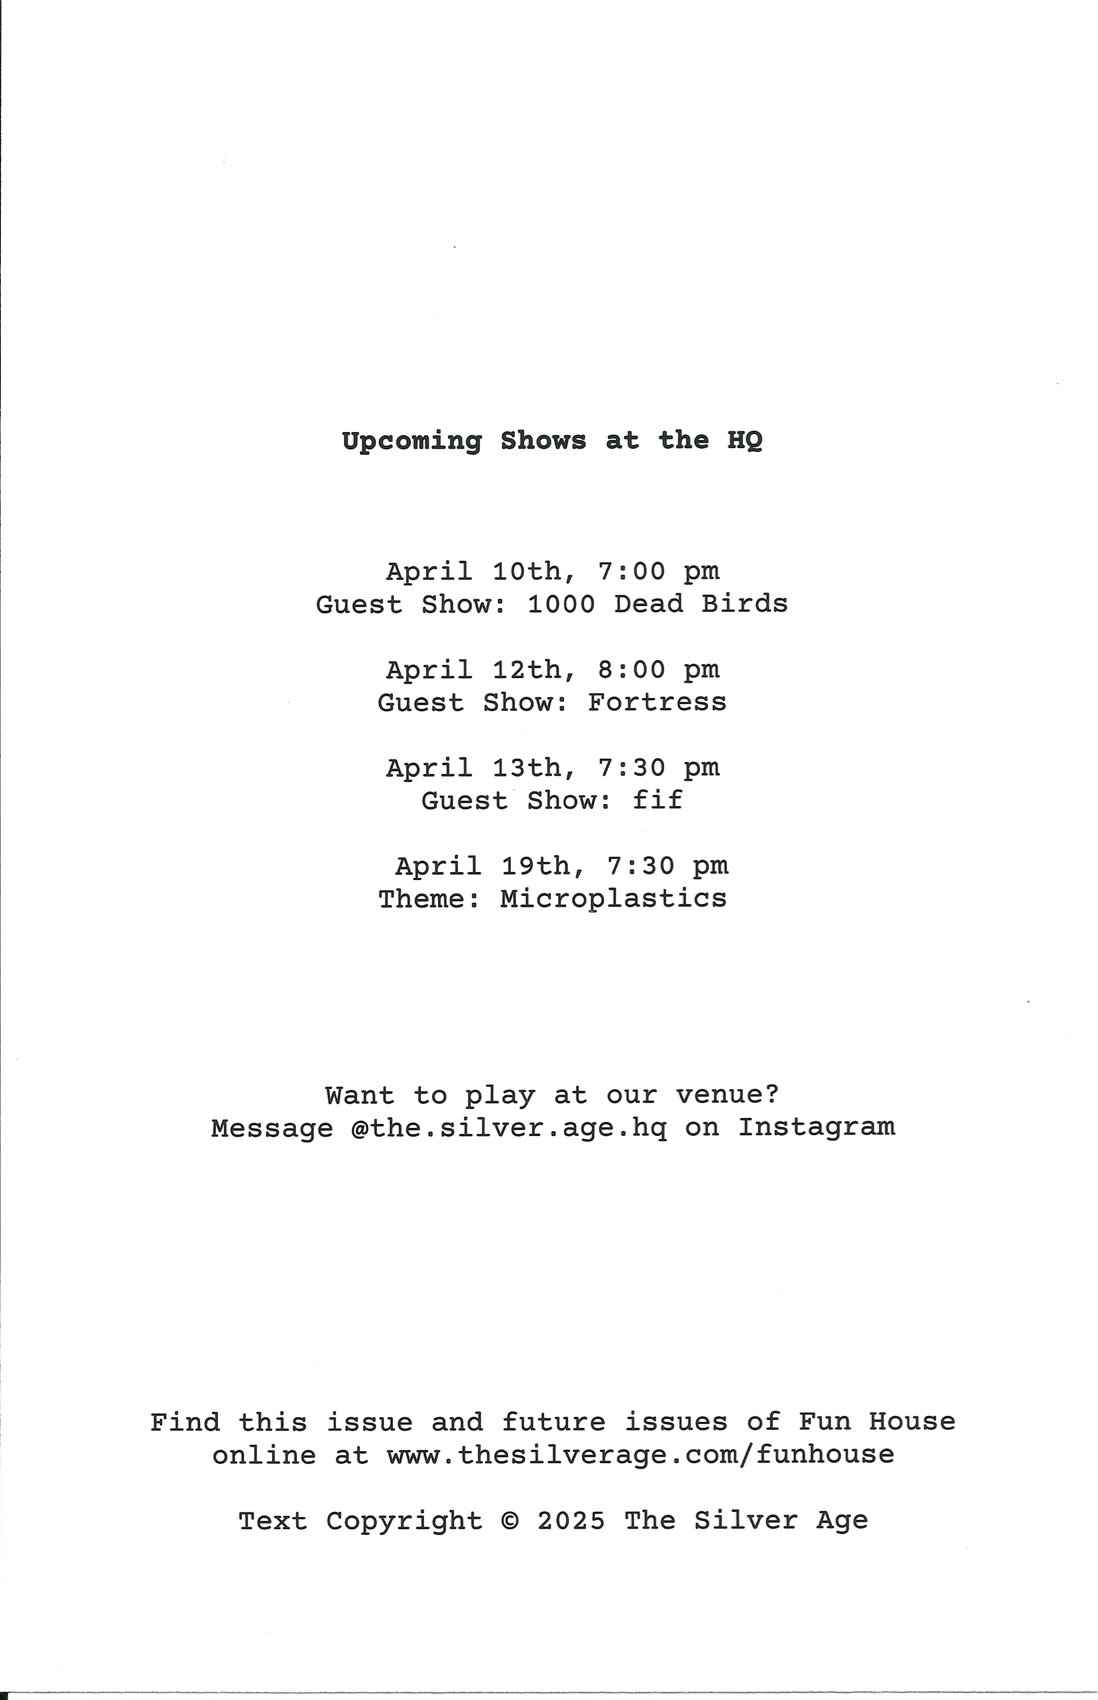 Upcoming Shows at the HQ
April 10th, 7:00 pm
Guest Show: 1000 Dead Birds
April 12th, 8:00 pm
Guest Show: Fortress
April 13th, 7:30 pm
Guest Show: fif
April 19th, 7:30 pm
Theme: Microplastics
Want to play at our venue?
Message @the.silver.age.hq on Instagram
Find this issue and future issues of Fun House
online at www.thesilverage.com/funhouse
Text Copyright © 2025 The Silver Age